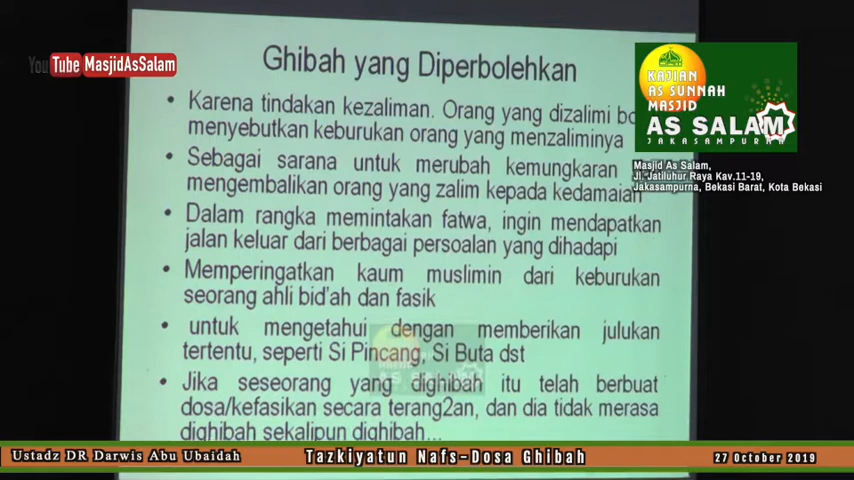 Ghibah yang Diperbolehkan
• Karena tindakan kezaliman. Orang yang dizalimi
menyebutkan keburukan orang yang menzaliminya
• Sebagai sarana untuk merubah kemungkaran
mengembalikan orang yang zalim kepada kedamaian
• Dalam rangka memintakan fatwa, ingin mendapatkan
jalan keluar dari berbagai persoalan yang dihadapi
• Memperingatkan kaum muslimin dari keburukan
seorang ahli bid'ah dan fasik
• untuk mengetahui dengan memberikan julukan
tertentu, seperti Si Pincang, Si Buta dst
• Jika seseorang yang dighibah itu telah berbuat
dosa/kefasikan secara terang2an, dan dia tidak merasa
dighibah sekalipun dighibah...
YouTube MasjidAsSalam
KAJIAN
AS SUNNAH
MASJID
AS SALAM
JAKASAMPURNA
Masjid As Salam,
Jl. Jatiluhur Raya Kav.11-19,
Jakasampurna, Bekasi Barat, Kota Bekasi
Ustadz DR Darwis Abu Ubaidah
Tazkiyatun Nafs-Dosa Ghibah
27 October 2019